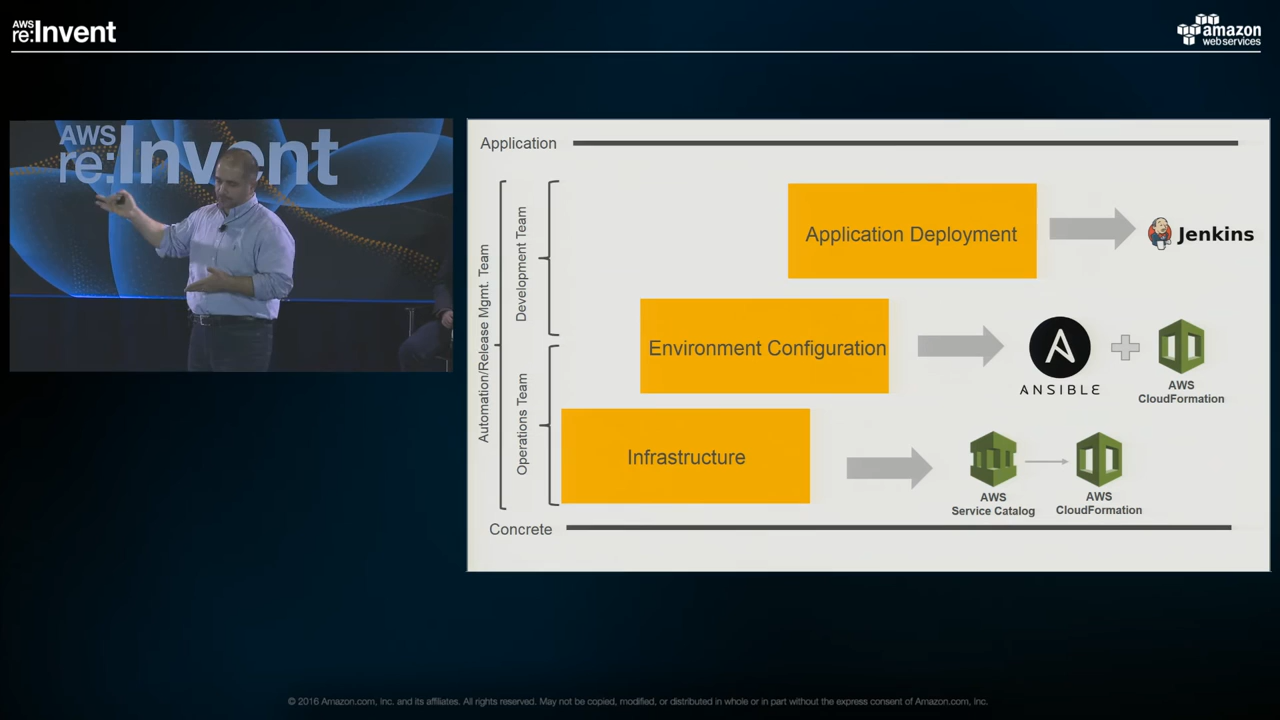 AWS
re:Invent
amazon
webservices
AWS
re:Invent
Application
Automation/Release Mgmt. Team
Development Team
Operations Team
Application Deployment
Jenkins
Environment Configuration
ANSIBLE
AWS
CloudFormation
Infrastructure
AWS
Service Catalog
AWS
CloudFormation
Concrete
© 2016 Amazon.com, Inc. and its affiliates. All rights reserved. May not be copied, modified, or distributed in whole or in part without the express consent of Amazon.com, Inc.